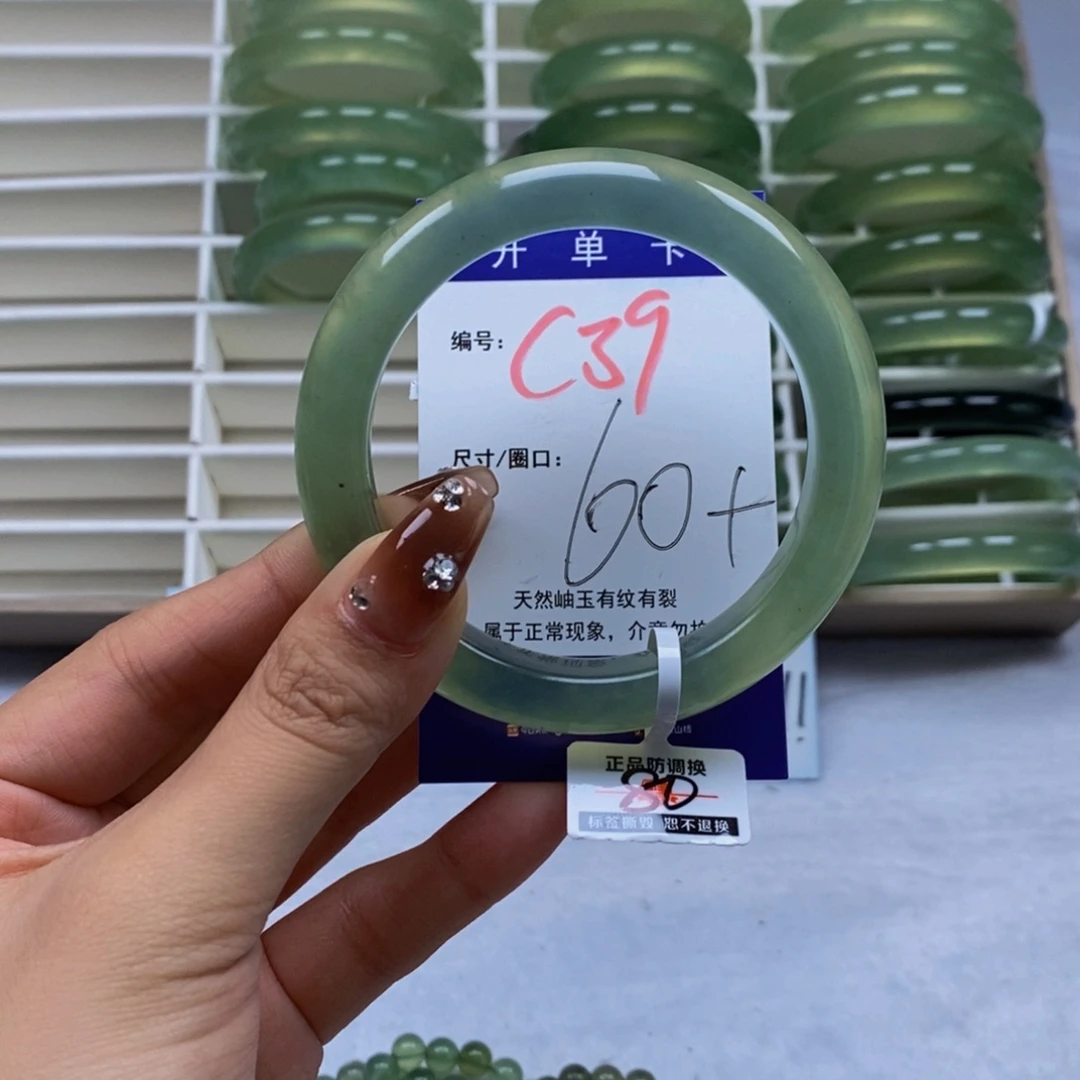 开单卡
编号： C39
尺寸/圈口： 60+
天然岫玉有纹有裂
属于正常现象，介意勿拍
正品防调换
80
标签撕毁 恕不退换